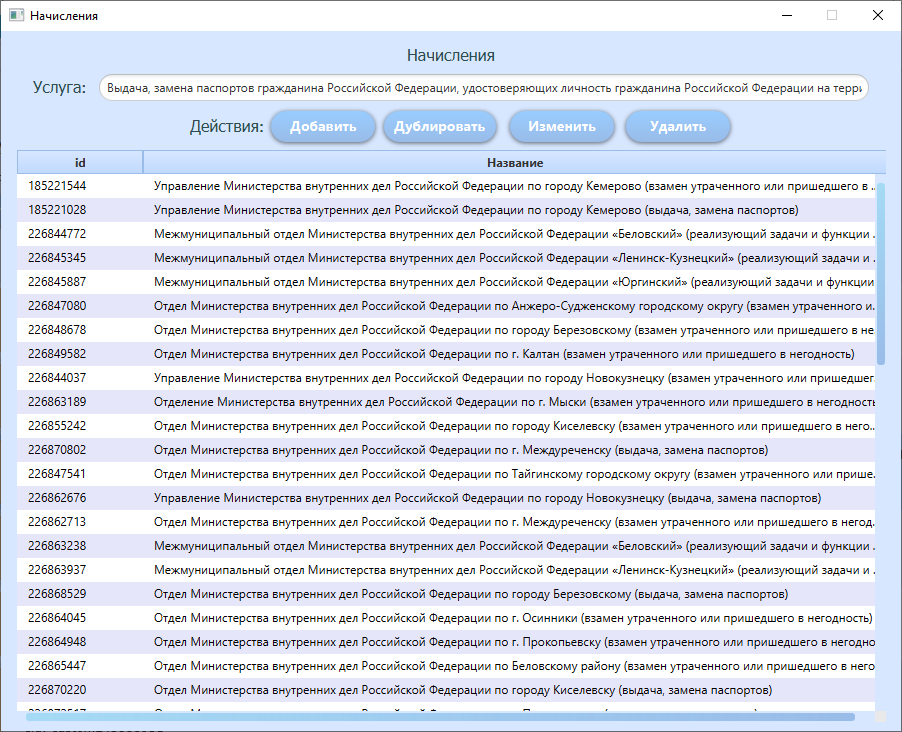 Начисления
Начисления
Услуга: Выдача, замена паспортов гражданина Российской Федерации, удостоверяющих личность гражданина Российской Федерации на терри
Действия: Добавить Дублировать Изменить Удалить
id Название
185221544 Управление Министерства внутренних дел Российской Федерации по городу Кемерово (взамен утраченного или пришедшего в ..
185221028 Управление Министерства внутренних дел Российской Федерации по городу Кемерово (выдача, замена паспортов)
226844772 Межмуниципальный отдел Министерства внутренних дел Российской Федерации «Беловский» (реализующий задачи и функции .
226845345 Межмуниципальный отдел Министерства внутренних дел Российской Федерации «Ленинск-Кузнецкий» (реализующий задачи и .
226845887 Межмуниципальный отдел Министерства внутренних дел Российской Федерации «Юргинский» (реализующий задачи и функции
226847080 Отдел Министерства внутренних дел Российской Федерации по Анжеро-Судженскому городскому округу (взамен утраченного и.
226848678 Отдел Министерства внутренних дел Российской Федерации по городу Березовскому (взамен утраченного или пришедшего в не
226849582 Отдел Министерства внутренних дел Российской Федерации по г. Калтан (взамен утраченного или пришедшего в негодность)
226844037 Управление Министерства внутренних дел Российской Федерации по городу Новокузнецку (взамен утраченного или пришедшег
226863189 Отделение Министерства внутренних дел Российской Федерации по г. Мыски (взамен утраченного или пришедшего в негодность
226855242 Отдел Министерства внутренних дел Российской Федерации по городу Киселевску (взамен утраченного или пришедшего в него..
226870802 Отдел Министерства внутренних дел Российской Федерации по г. Междуреченску (выдача, замена паспортов)
226847541 Отдел Министерства внутренних дел Российской Федерации по Тайгинскому городскому округу (взамен утраченного или прише..
226862676 Управление Министерства внутренних дел Российской Федерации по городу Новокузнецку (выдача, замена паспортов)
226862713 Отдел Министерства внутренних дел Российской Федерации по г. Междуреченску (взамен утраченного или пришедшего в негод.
226863238 Межмуниципальный отдел Министерства внутренних дел Российской Федерации «Беловский» (реализующий задачи и функции .
226863937 Межмуниципальный отдел Министерства внутренних дел Российской Федерации «Ленинск-Кузнецкий» (реализующий задачи и .
226868529 Отдел Министерства внутренних дел Российской Федерации по городу Березовскому (выдача, замена паспортов)
226864045 Отдел Министерства внутренних дел Российской Федерации по г. Осинники (взамен утраченного или пришедшего в негодность)
226864948 Отдел Министерства внутренних дел Российской Федерации по г. Прокопьевску (взамен утраченного или пришедшего в негодно
226865447 Отдел Министерства внутренних дел Российской Федерации по Беловскому району (взамен утраченного или пришедшего в него
226870220 Отдел Министерства внутренних дел Российской Федерации по городу Киселевску (выдача, замена паспортов)